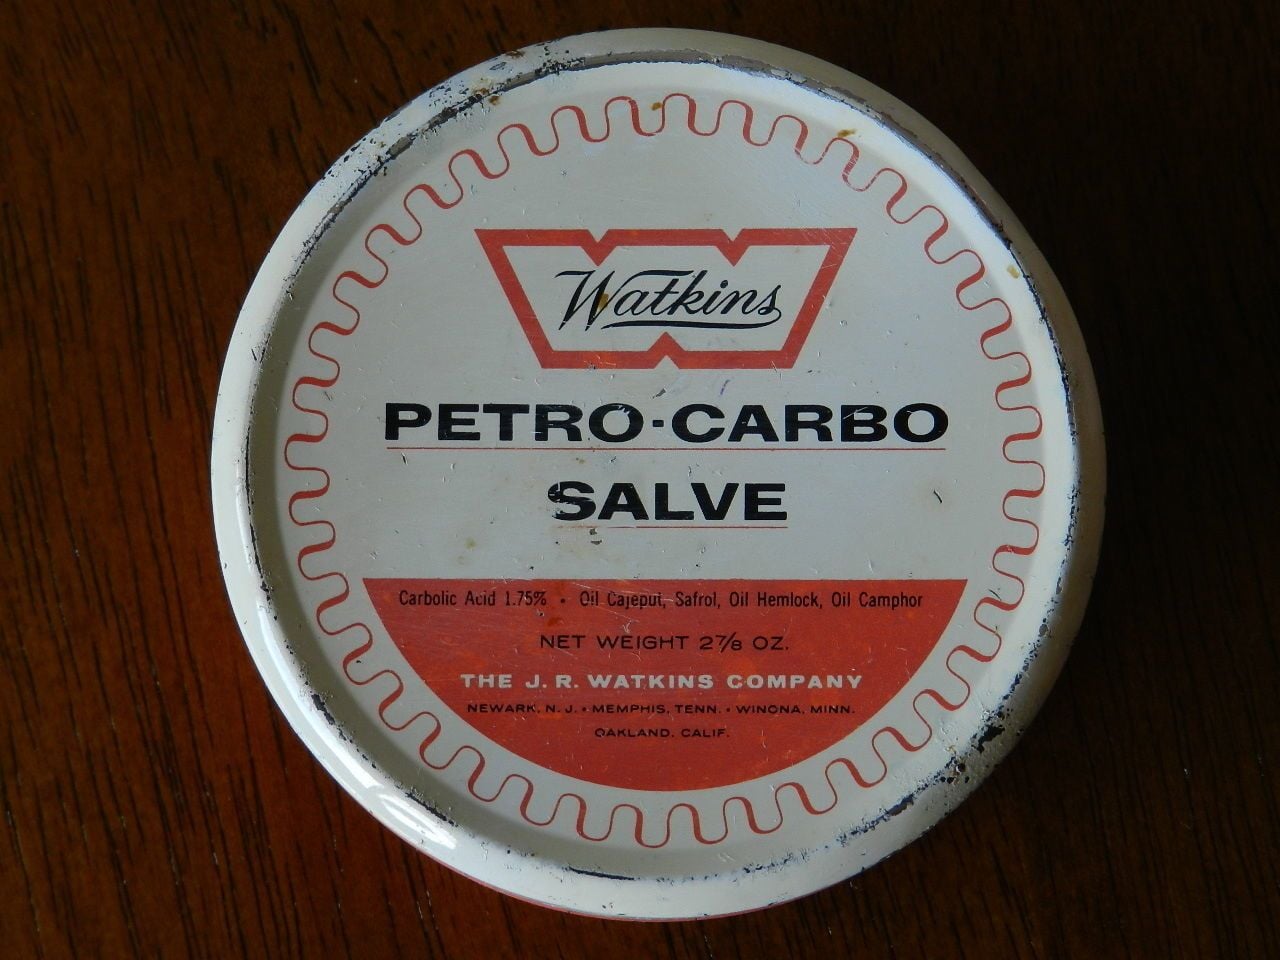 Watkins
PETRO-CARBO
SALVE
Carbolic Acid 1.75% • Oil Cajeput, Safrol, Oil Hemlock, Oil Camphor
NET WEIGHT 2⅞ OZ.
THE J. R. WATKINS COMPANY
NEWARK, N. J. • MEMPHIS, TENN. • WINONA, MINN.
OAKLAND, CALIF.